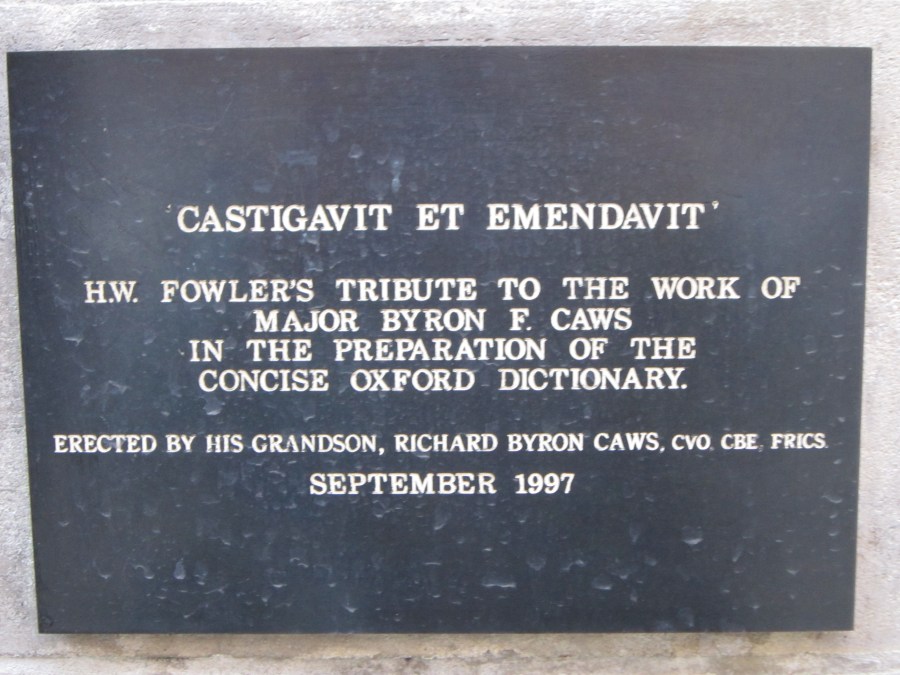 'CASTIGAVIT ET EMENDAVIT'
H.W. FOWLER'S TRIBUTE TO THE WORK OF
MAJOR BYRON F. CAWS
IN THE PREPARATION OF THE
CONCISE OXFORD DICTIONARY.
ERECTED BY HIS GRANDSON, RICHARD BYRON CAWS, CVO, CBE, FRICS.
SEPTEMBER 1997